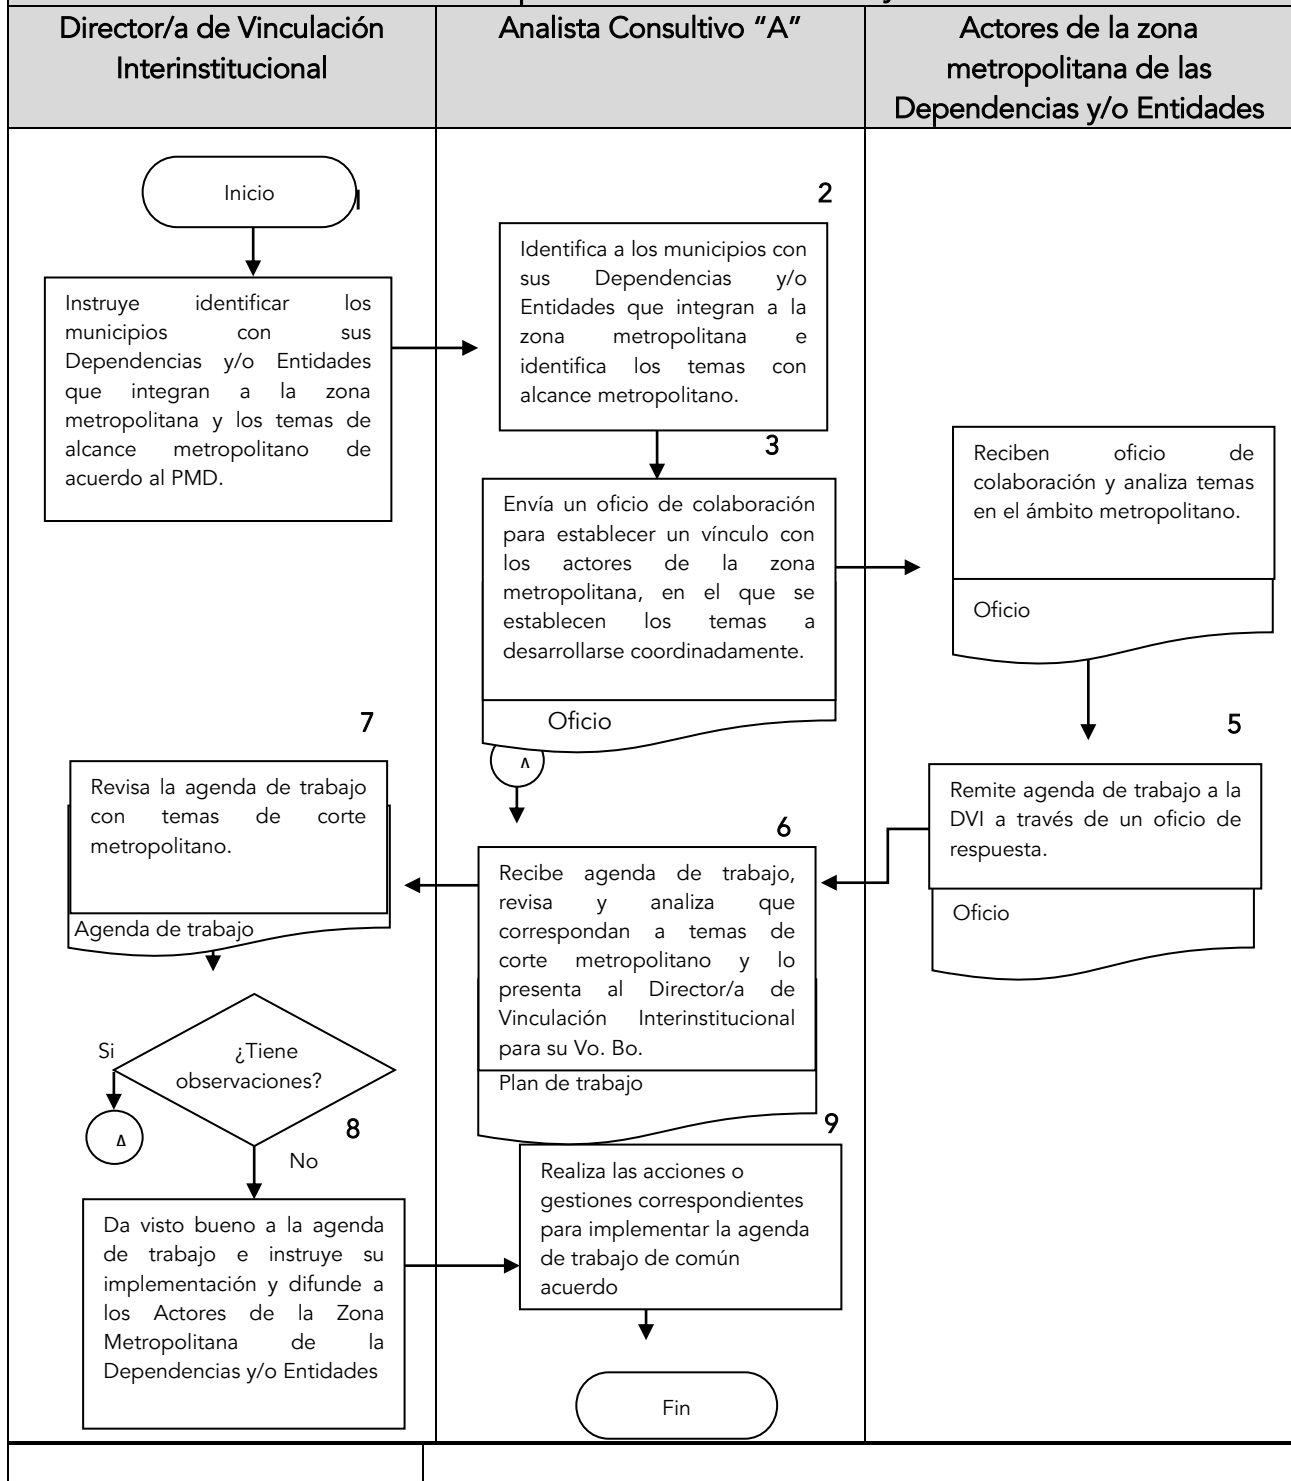 Director/a de Vinculación
Interinstitucional
Analista Consultivo “A”
Actores de la zona
metropolitana de las
Dependencias y/o Entidades
Inicio
1
Instruye identificar los
municipios con sus
Dependencias y/o Entidades
que integran a la zona
metropolitana y los temas de
alcance metropolitano de
acuerdo al PMD.
2
Identifica a los municipios con
sus Dependencias y/o
Entidades que integran a la
zona metropolitana e
identifica los temas con
alcance metropolitano.
3
Envía un oficio de colaboración
para establecer un vínculo con
los actores de la zona
metropolitana, en el que se
establecen los temas a
desarrollarse coordinadamente.
Oficio
Reciben oficio de
colaboración y analiza temas
en el ámbito metropolitano.
Oficio
5
Remite agenda de trabajo a la
DVI a través de un oficio de
respuesta.
Oficio
A
6
Recibe agenda de trabajo,
revisa y analiza que
correspondan a temas de
corte metropolitano y lo
presenta al Director/a de
Vinculación Interinstitucional
para su Vo. Bo.
Plan de trabajo
7
Revisa la agenda de trabajo
con temas de corte
metropolitano.
Agenda de trabajo
¿Tiene
observaciones?
Si
A
No
8
Da visto bueno a la agenda
de trabajo e instruye su
implementación y difunde a
los Actores de la Zona
Metropolitana de la
Dependencias y/o Entidades
9
Realiza las acciones o
gestiones correspondientes
para implementar la agenda
de trabajo de común
acuerdo
Fin